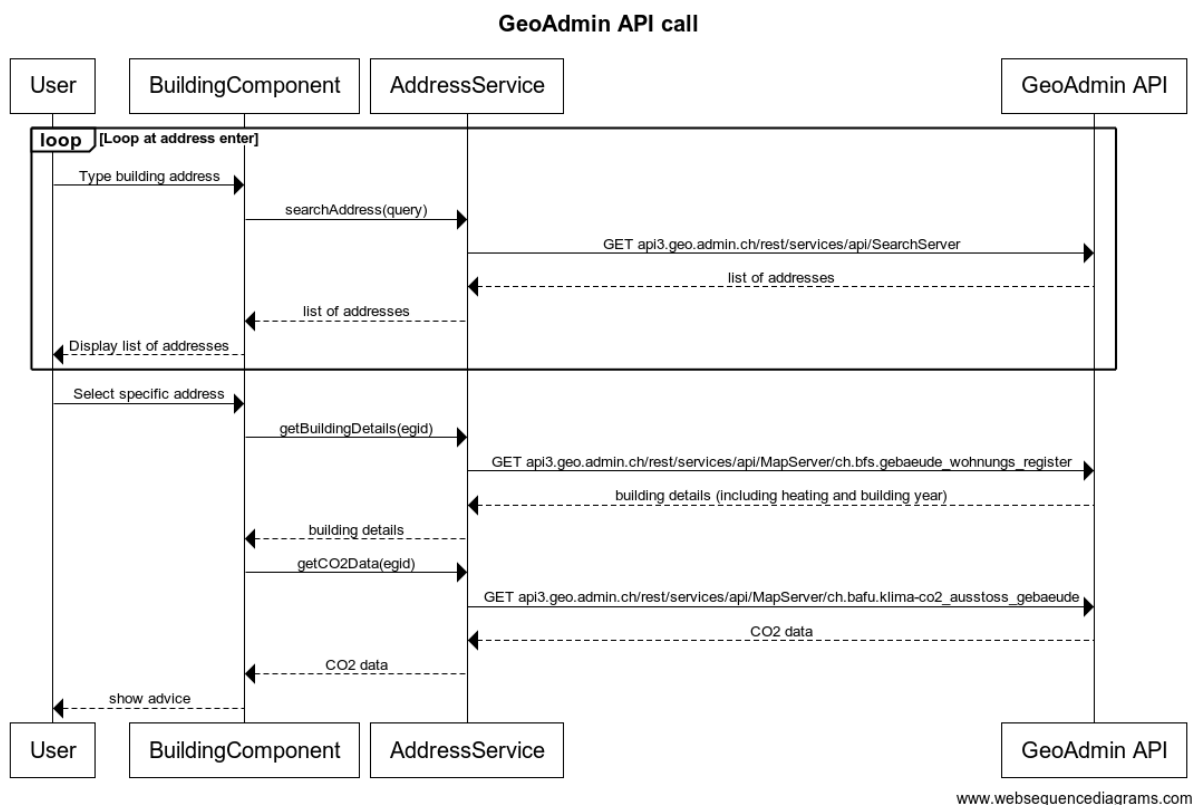 GeoAdmin API call
User
BuildingComponent
AddressService
GeoAdmin API
loop
[Loop at address enter]
Type building address
searchAddress(query)
GET api3.geo.admin.ch/rest/services/api/SearchServer
list of addresses
list of addresses
Display list of addresses
Select specific address
getBuildingDetails(egid)
GET api3.geo.admin.ch/rest/services/api/MapServer/ch.bfs.gebaeude_wohnungs_register
building details (including heating and building year)
building details
getCO2Data(egid)
GET api3.geo.admin.ch/rest/services/api/MapServer/ch.bafu.klima-co2_ausstoss_gebaeude
CO2 data
CO2 data
show advice
User
BuildingComponent
AddressService
GeoAdmin API
www.websequencediagrams.com